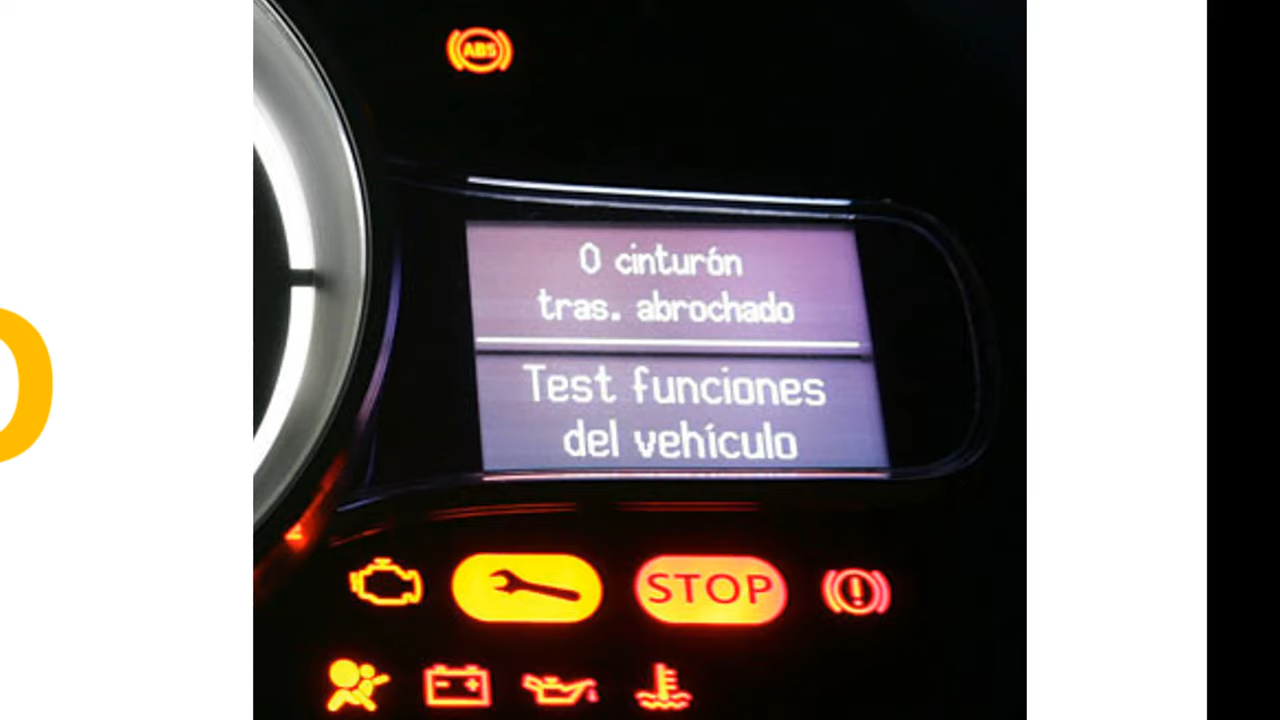 ABS
0 cinturón
tras. abrochado
Test funciones
del vehículo
STOP